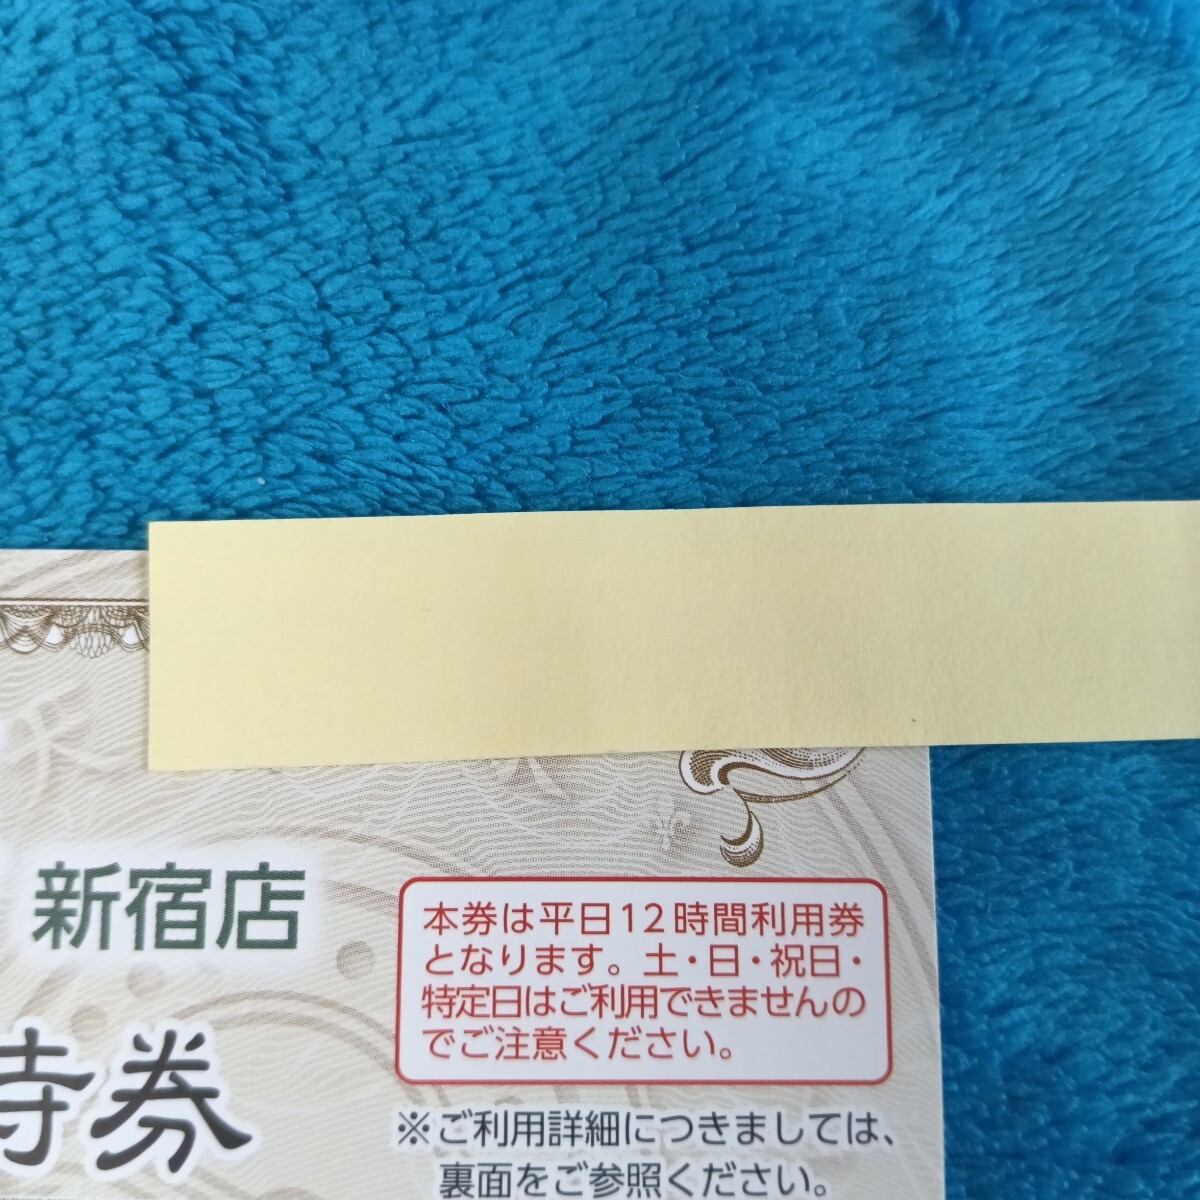 新宿店
本券は平日12時間利用券
となります。土・日・祝日・
特定日はご利用できませんの
でご注意ください。
待券
※ご利用詳細につきましては、
裏面をご参照ください。